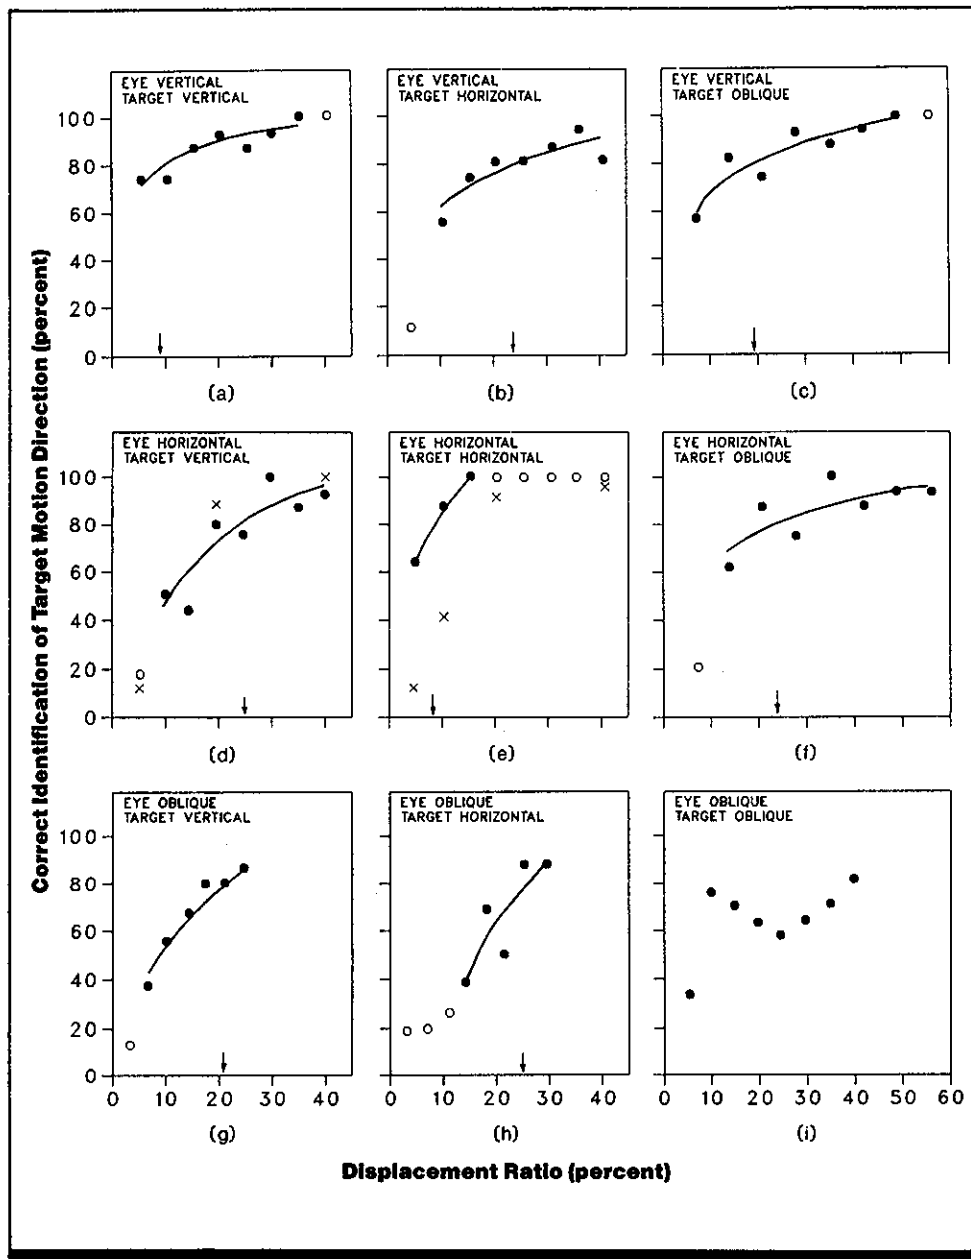 Correct Identification of Target Motion Direction (percent)
EYE VERTICAL
TARGET VERTICAL
100
80
60
40
20
0
(a)
EYE VERTICAL
TARGET HORIZONTAL
(b)
EYE VERTICAL
TARGET OBLIQUE
(c)
EYE HORIZONTAL
TARGET VERTICAL
100
80
60
40
20
0
(d)
EYE HORIZONTAL
TARGET HORIZONTAL
(e)
EYE HORIZONTAL
TARGET OBLIQUE
(f)
EYE OBLIQUE
TARGET VERTICAL
100
80
60
40
20
0
0 10 20 30 40
(g)
EYE OBLIQUE
TARGET HORIZONTAL
0 10 20 30 40
(h)
EYE OBLIQUE
TARGET OBLIQUE
0 10 20 30 40 50 60
(i)
Displacement Ratio (percent)